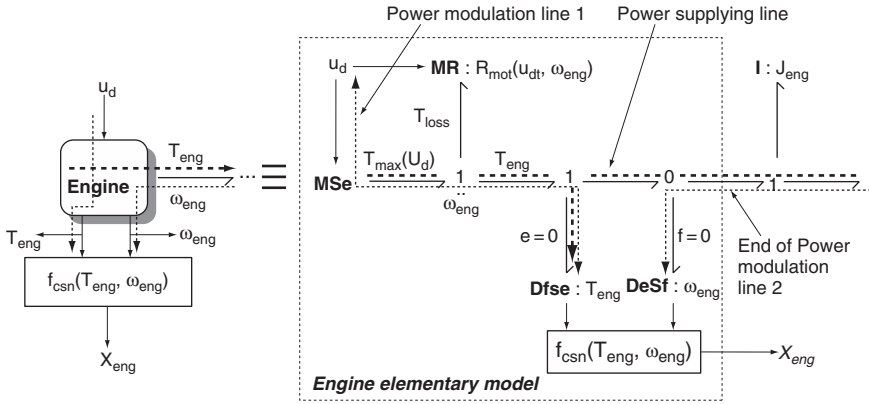 Power modulation line 1
Power supplying line
u_d
MR : R_mot(u_dt, ω_eng)
I : J_eng
u_d
T_loss
T_eng
T_max(U_d)
T_eng
... ≡
MSe
1
1
0
1
Engine
ω_eng
ω_eng
T_eng
ω_eng
e = 0
f = 0
End of Power
modulation
line 2
f_csn(T_eng, ω_eng)
Dfse : T_eng
DeSf : ω_eng
f_csn(T_eng, ω_eng)
X_eng
X_eng
Engine elementary model